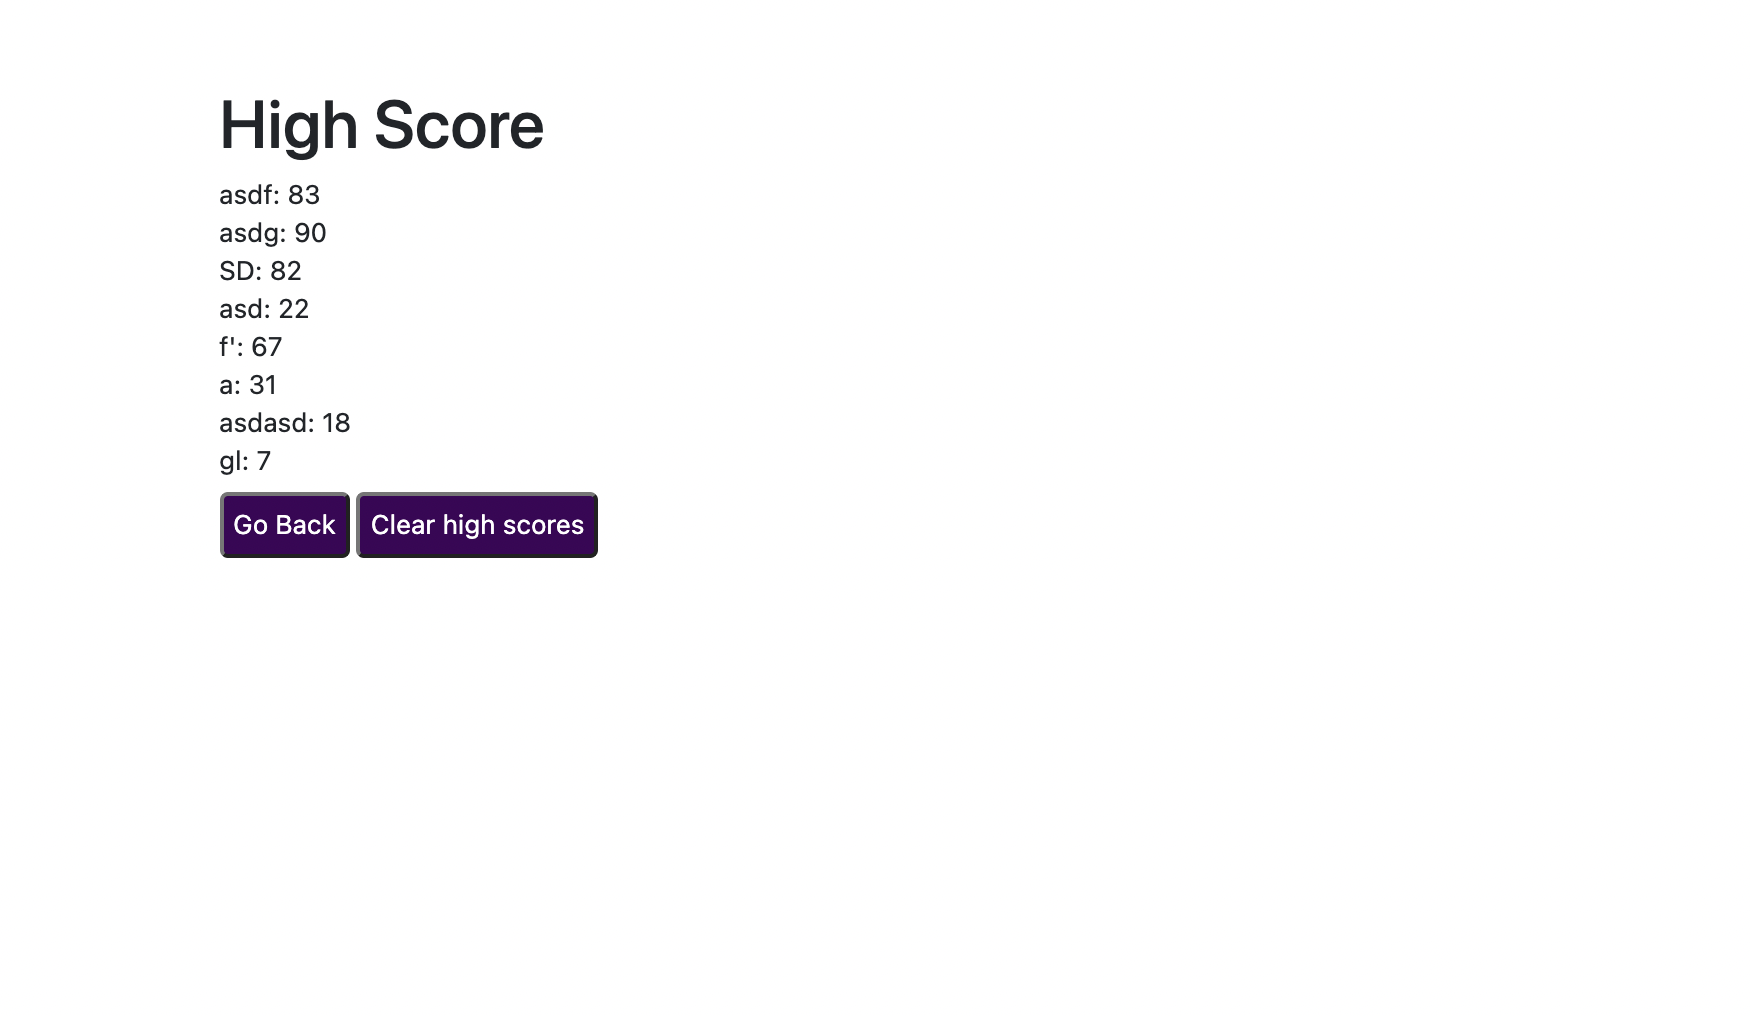 High Score
asdf: 83
asdg: 90
SD: 82
asd: 22
f': 67
a: 31
asdasd: 18
gl: 7
Go Back Clear high scores